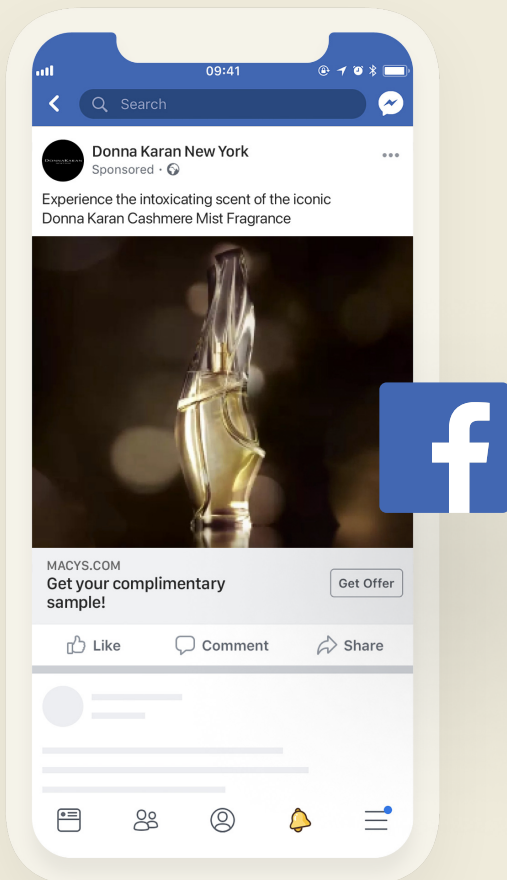 09:41
Search
DONNAKARAN
Donna Karan New York
Sponsored ·
Experience the intoxicating scent of the iconic
Donna Karan Cashmere Mist Fragrance
MACYS.COM
Get your complimentary
sample!
Get Offer
Like
Comment
Share
f